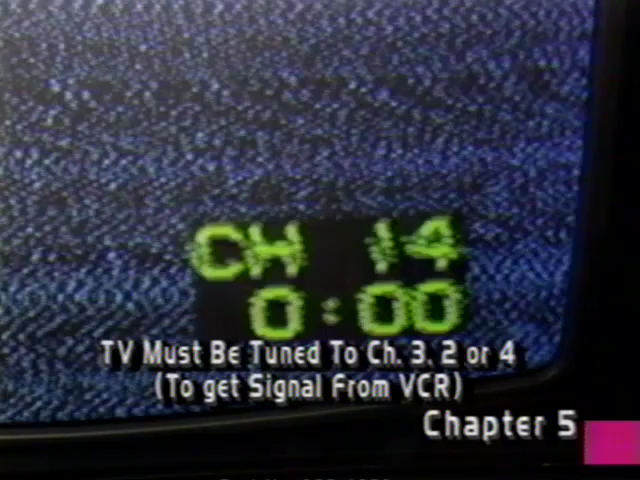 CH 14
0:00
TV Must Be Tuned To Ch. 3, 2 or 4
(To get Signal From VCR)
Chapter 5